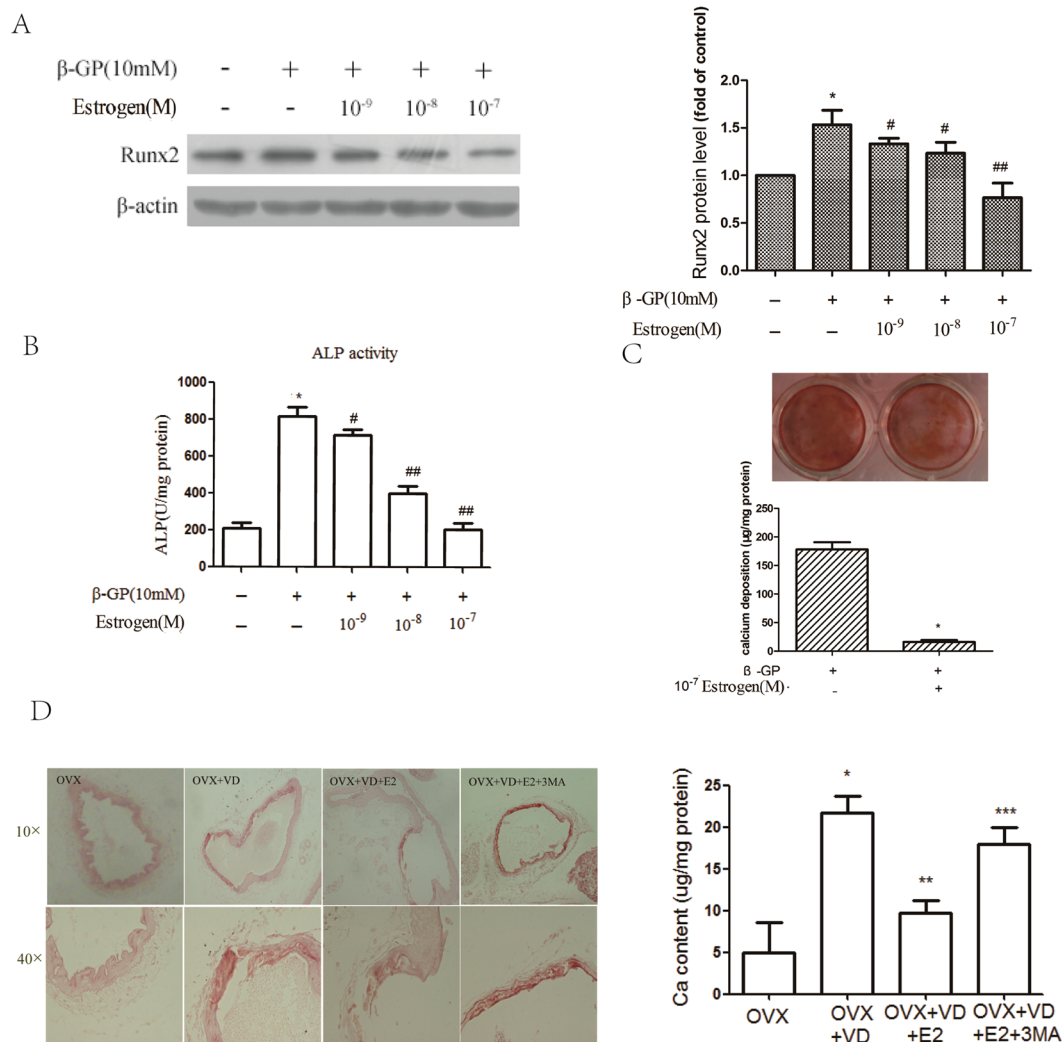 A
β-GP(10mM) - + + + +
Estrogen(M) - - 10⁻⁹ 10⁻⁸ 10⁻⁷
Runx2
β-actin
Runx2 protein level (fold of control)
2.0
1.5
1.0
0.5
0.0
*
#
#
##
β -GP(10mM) – + + + +
Estrogen(M) – – 10⁻⁹ 10⁻⁸ 10⁻⁷
B
ALP activity
ALP(U/mg protein)
1000
800
600
400
200
0
*
#
##
##
β-GP(10mM) – + + + +
Estrogen(M) – – 10⁻⁹ 10⁻⁸ 10⁻⁷
C
calcium deposition (µg/mg protein)
250
200
150
100
50
0
*
β -GP + +
10⁻⁷ Estrogen(M) - +
D
OVX OVX+VD OVX+VD+E2 OVX+VD+E2+3MA
10×
40×
Ca content (ug/mg protein)
25
20
15
10
5
0
*
**
***
OVX OVX OVX+VD OVX+VD
+VD +E2 +E2+3MA